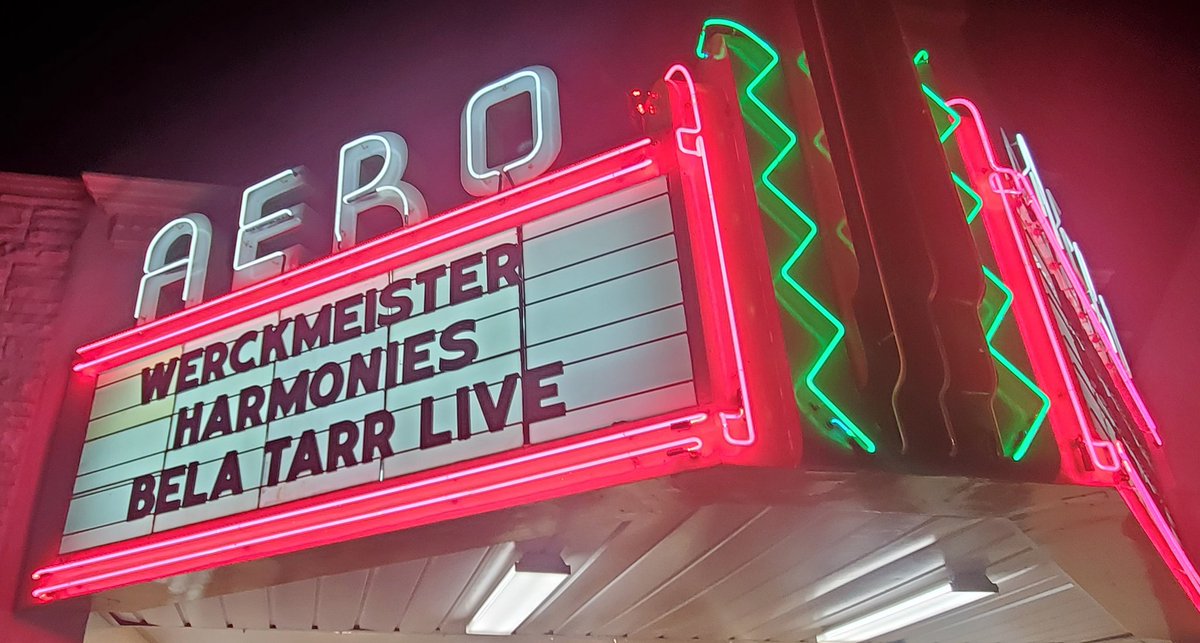 AERO
WERCKMEISTER
HARMONIES
BELA TARR LIVE